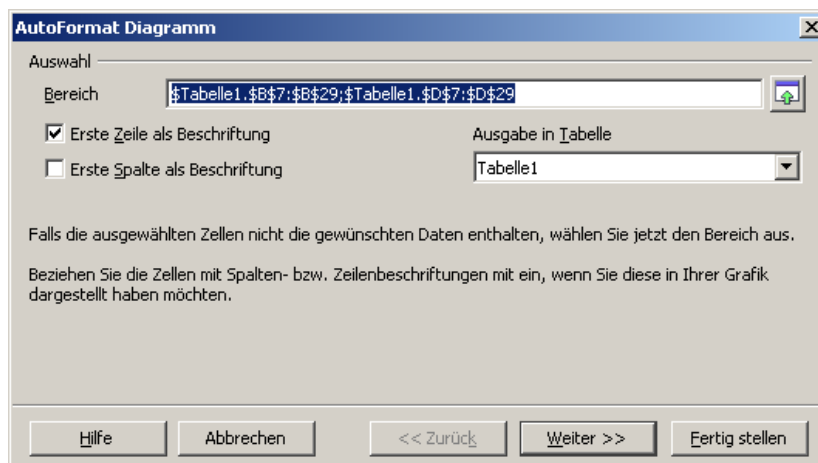 AutoFormat Diagramm
Auswahl
Bereich
$Tabelle1.$B$7:$B$29;$Tabelle1.$D$7:$D$29
Erste Zeile als Beschriftung
Ausgabe in Tabelle
Erste Spalte als Beschriftung
Tabelle1
Falls die ausgewählten Zellen nicht die gewünschten Daten enthalten, wählen Sie jetzt den Bereich aus.
Beziehen Sie die Zellen mit Spalten- bzw. Zeilenbeschriftungen mit ein, wenn Sie diese in Ihrer Grafik
dargestellt haben möchten.
Hilfe
Abbrechen
<< Zurück
Weiter >>
Fertig stellen